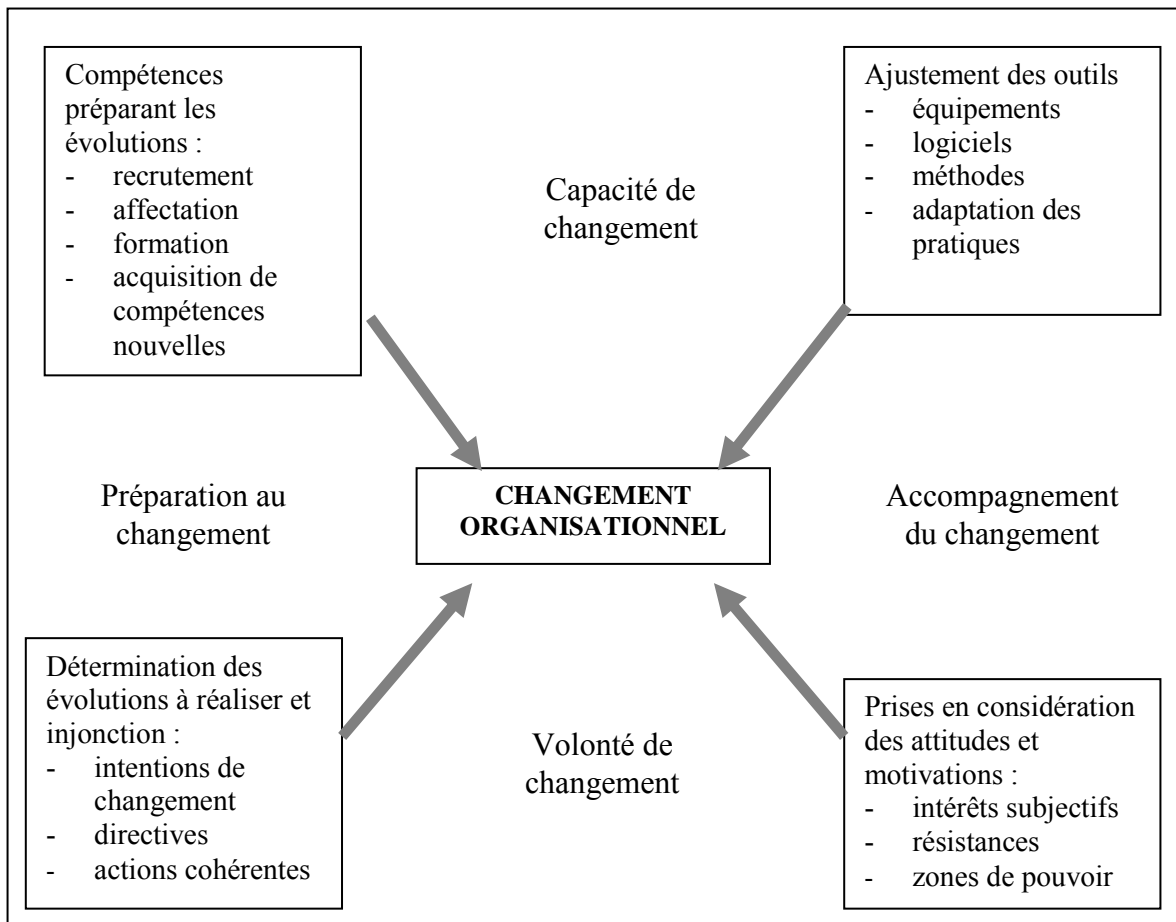 Compétences
préparant les
évolutions :
- recrutement
- affectation
- formation
- acquisition de
compétences
nouvelles
Capacité de
changement
Ajustement des outils
- équipements
- logiciels
- méthodes
- adaptation des
pratiques
Préparation au
changement
CHANGEMENT
ORGANISATIONNEL
Accompagnement
du changement
Détermination des
évolutions à réaliser et
injonction :
- intentions de
changement
- directives
- actions cohérentes
Volonté de
changement
Prises en considération
des attitudes et
motivations :
- intérêts subjectifs
- résistances
- zones de pouvoir